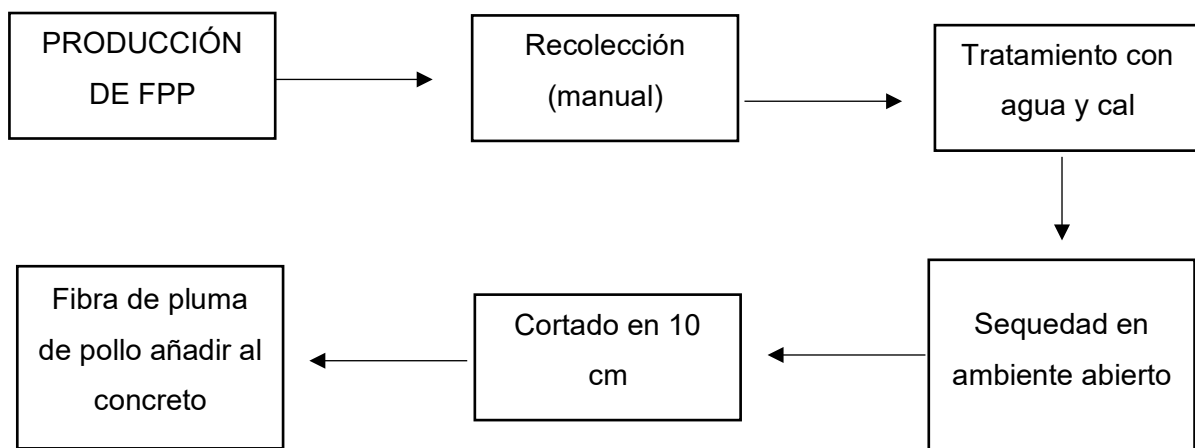 PRODUCCIÓN
DE FPP
Recolección
(manual)
Tratamiento con
agua y cal
Sequedad en
ambiente abierto
Cortado en 10
cm
Fibra de pluma
de pollo añadir al
concreto